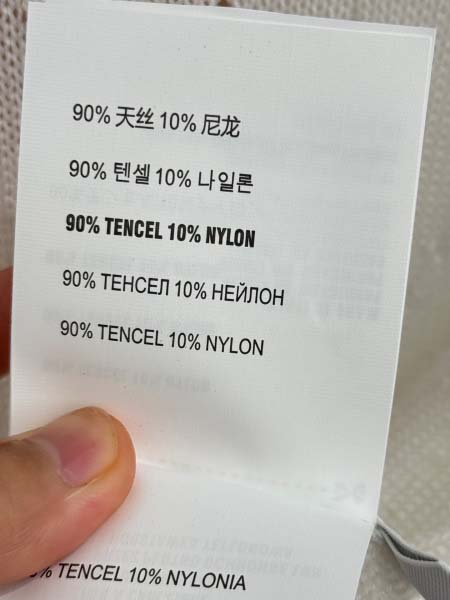 90% 天丝 10% 尼龙
90% 텐셀 10% 나일론
90% TENCEL 10% NYLON
90% ТЕНСЕЛ 10% НЕЙЛОН
90% TENCEL 10% NYLON
% TENCEL 10% NYLONIA